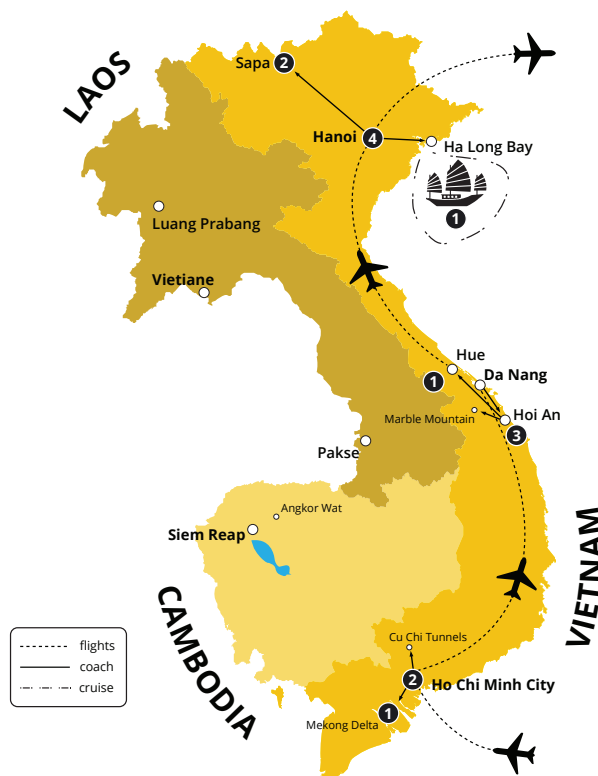 LAOS
Sapa
2
Hanoi
4
Ha Long Bay
1
Luang Prabang
Vietiane
Hue
1
Da Nang
Marble Mountain
Hoi An
3
Pakse
Angkor Wat
Siem Reap
VIETNAM
CAMBODIA
Cu Chi Tunnels
2
Ho Chi Minh City
1
Mekong Delta
flights
coach
cruise